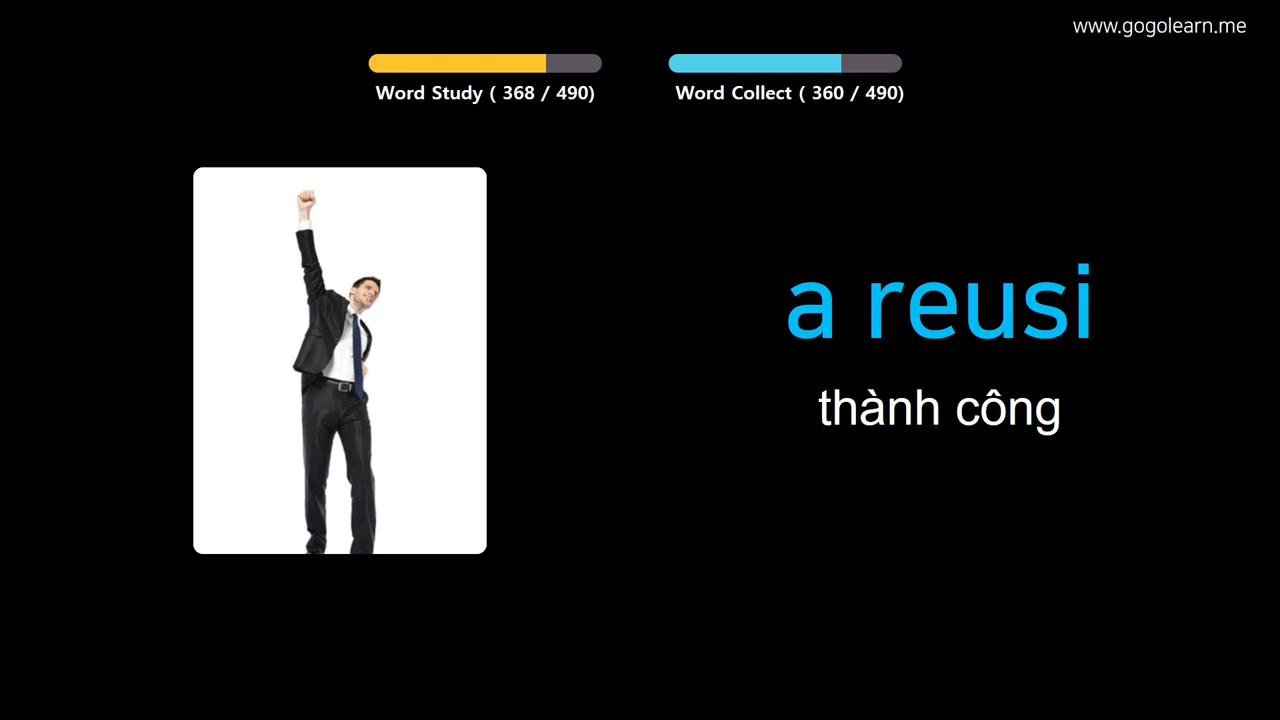 www.gogolearn.me
Word Study ( 368 / 490)
Word Collect ( 360 / 490)
a reusi
thành công